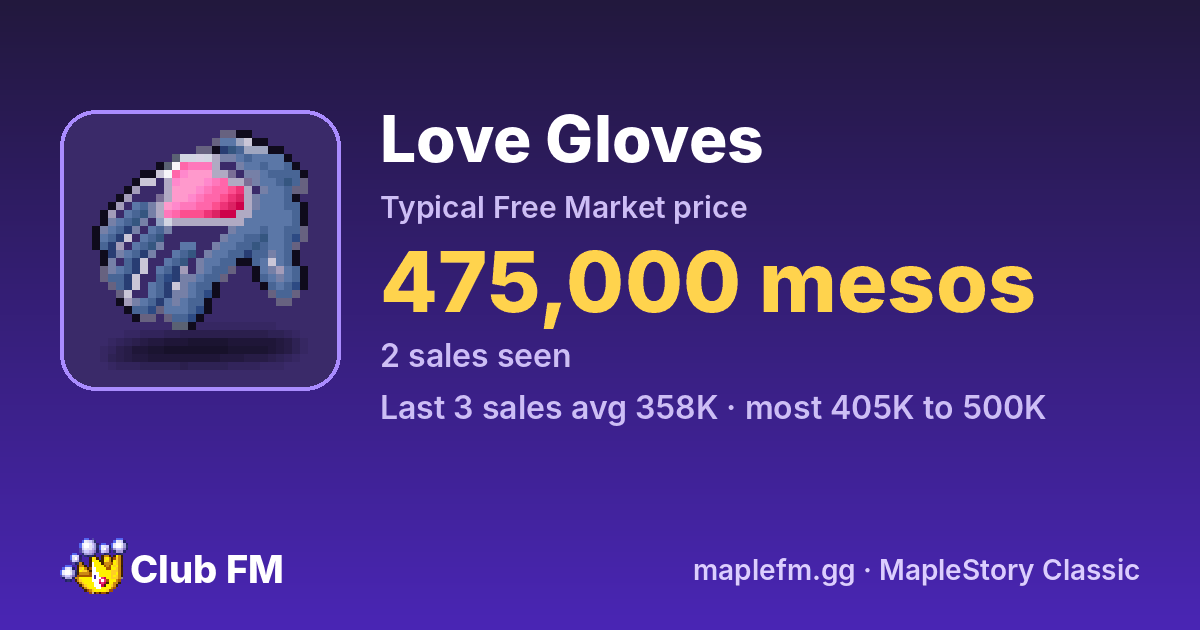 Love Gloves
Typical Free Market price
475,000 mesos
2 sales seen
Last 3 sales avg 358K · most 405K to 500K
Club FM
maplefm.gg · MapleStory Classic